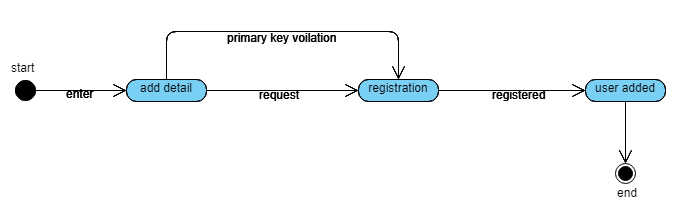 primary key voilation
start
enter
add detail
request
registration
registered
user added
end